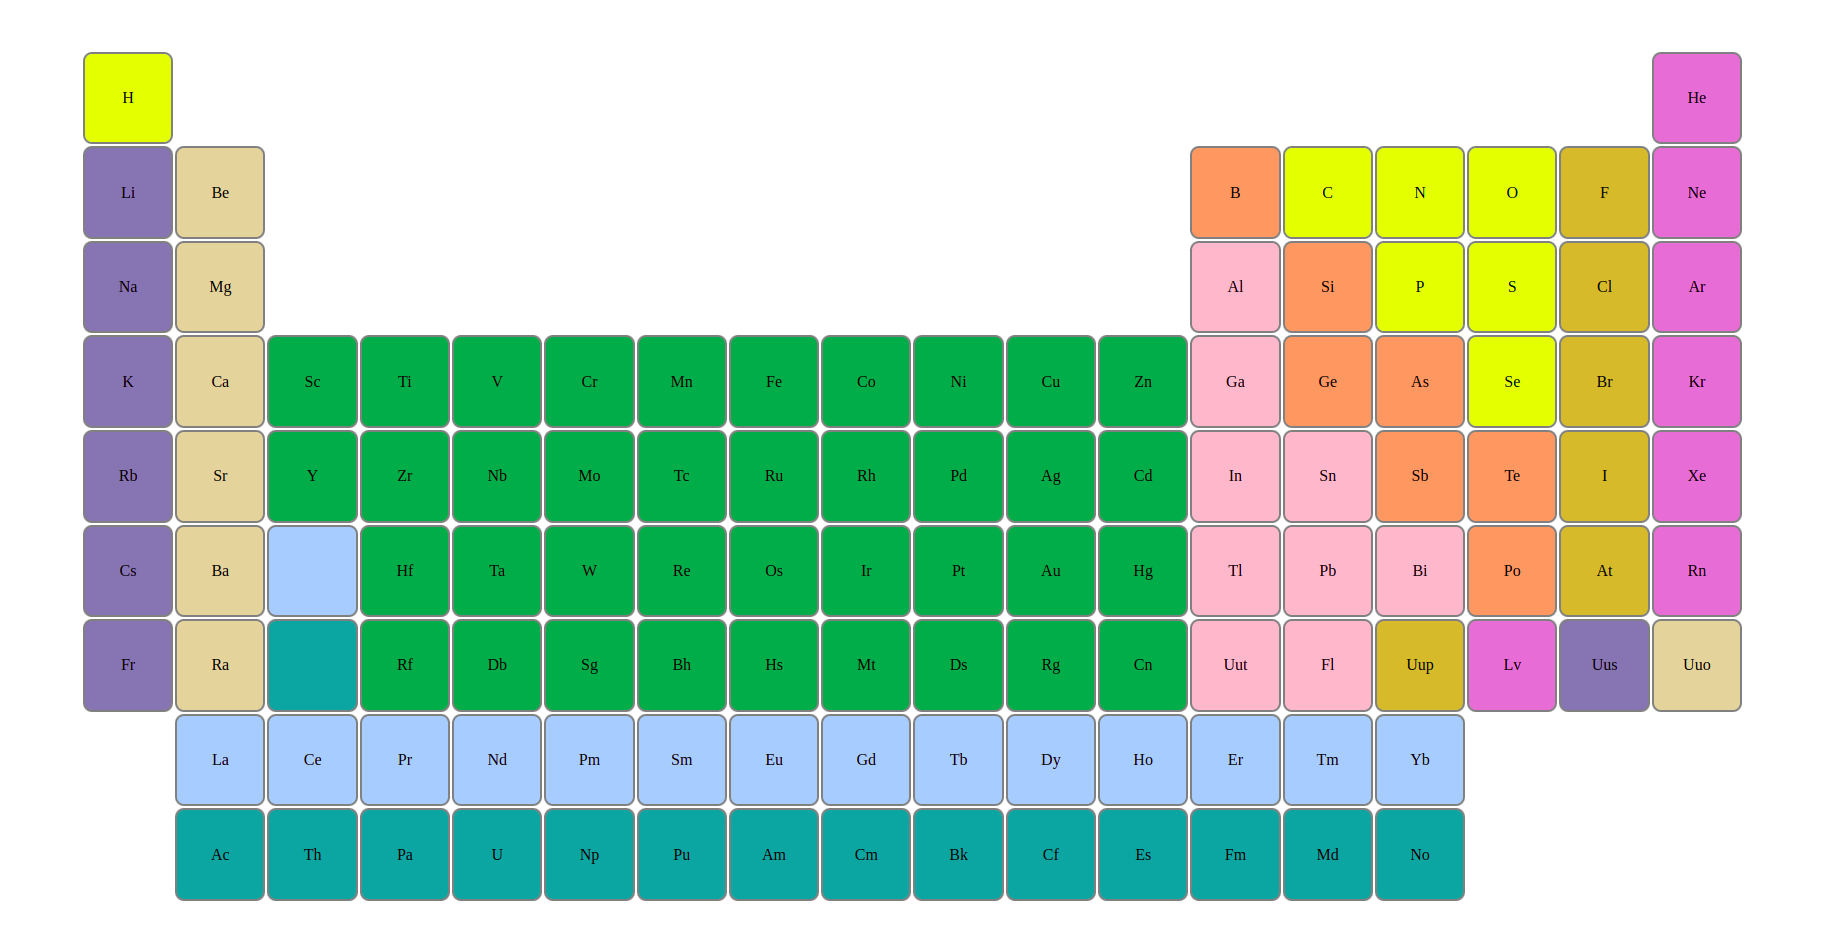 H He
Li Be B C N O F Ne
Na Mg Al Si P S Cl Ar
K Ca Sc Ti V Cr Mn Fe Co Ni Cu Zn Ga Ge As Se Br Kr
Rb Sr Y Zr Nb Mo Tc Ru Rh Pd Ag Cd In Sn Sb Te I Xe
Cs Ba Hf Ta W Re Os Ir Pt Au Hg Tl Pb Bi Po At Rn
Fr Ra Rf Db Sg Bh Hs Mt Ds Rg Cn Uut Fl Uup Lv Uus Uuo
La Ce Pr Nd Pm Sm Eu Gd Tb Dy Ho Er Tm Yb
Ac Th Pa U Np Pu Am Cm Bk Cf Es Fm Md No